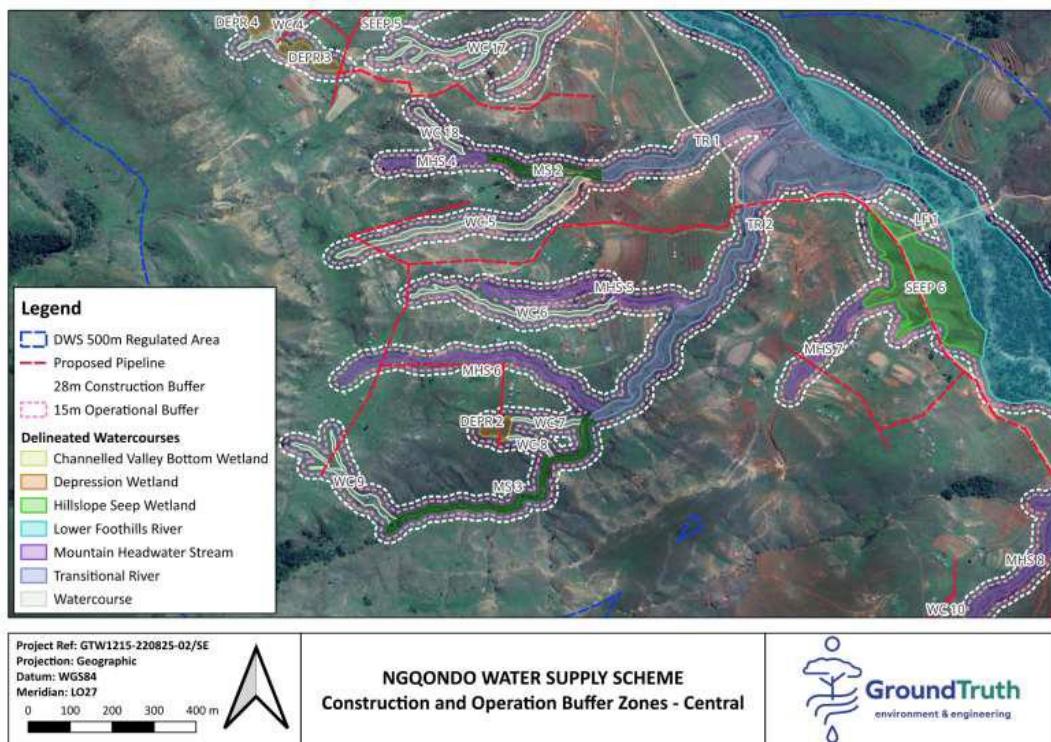 DEPR 4
WC 4
SEEP 5
DEPR 3
WC 17
WC 18
TR 1
MHS 4
MS 2
WC 5
TR 2
LF 1
MHS 5
SEEP 6
WC 6
MHS 7
MHS 6
DEPR 2
WC 7
WC 8
WC 9
MS 3
MHS 8
WC 10
Legend
DWS 500m Regulated Area
Proposed Pipeline
28m Construction Buffer
15m Operational Buffer
Delineated Watercourses
Channelled Valley Bottom Wetland
Depression Wetland
Hillslope Seep Wetland
Lower Foothills River
Mountain Headwater Stream
Transitional River
Watercourse
Project Ref: GTW1215-220825-02/SE
Projection: Geographic
Datum: WGS84
Meridian: LO27
0 100 200 300 400 m
NGQONDO WATER SUPPLY SCHEME
Construction and Operation Buffer Zones - Central
GroundTruth
environment & engineering